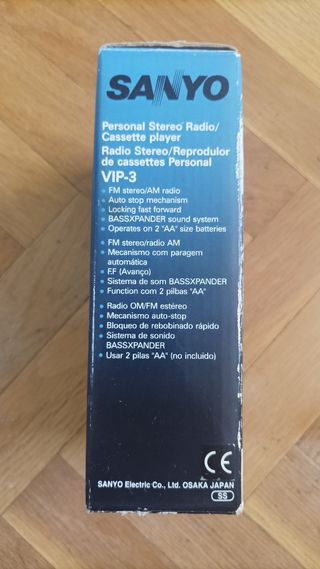 SANYO
Personal Stereo Radio/
Cassette player
Radio Stereo/Reprodulor
de cassettes Personal
VIP-3
• FM stereo/AM radio
• Auto stop mechanism
• Locking fast forward
• BASSXPANDER sound system
• Operates on 2 "AA" size batteries
• FM stereo/radio AM
• Mecanismo com paragem
automática
• F.F (Avanço)
• Sistema de som BASSXPANDER
• Function com 2 pilbas "AA"
• Radio OM/FM estéreo
• Mecanismo auto-stop
• Bloqueo de rebobinado rápido
• Sistema de sonido
BASSXPANDER
• Usar 2 pilas "AA" (no incluido)
CE
SANYO Electric Co., Ltd. OSAKA JAPAN
SS